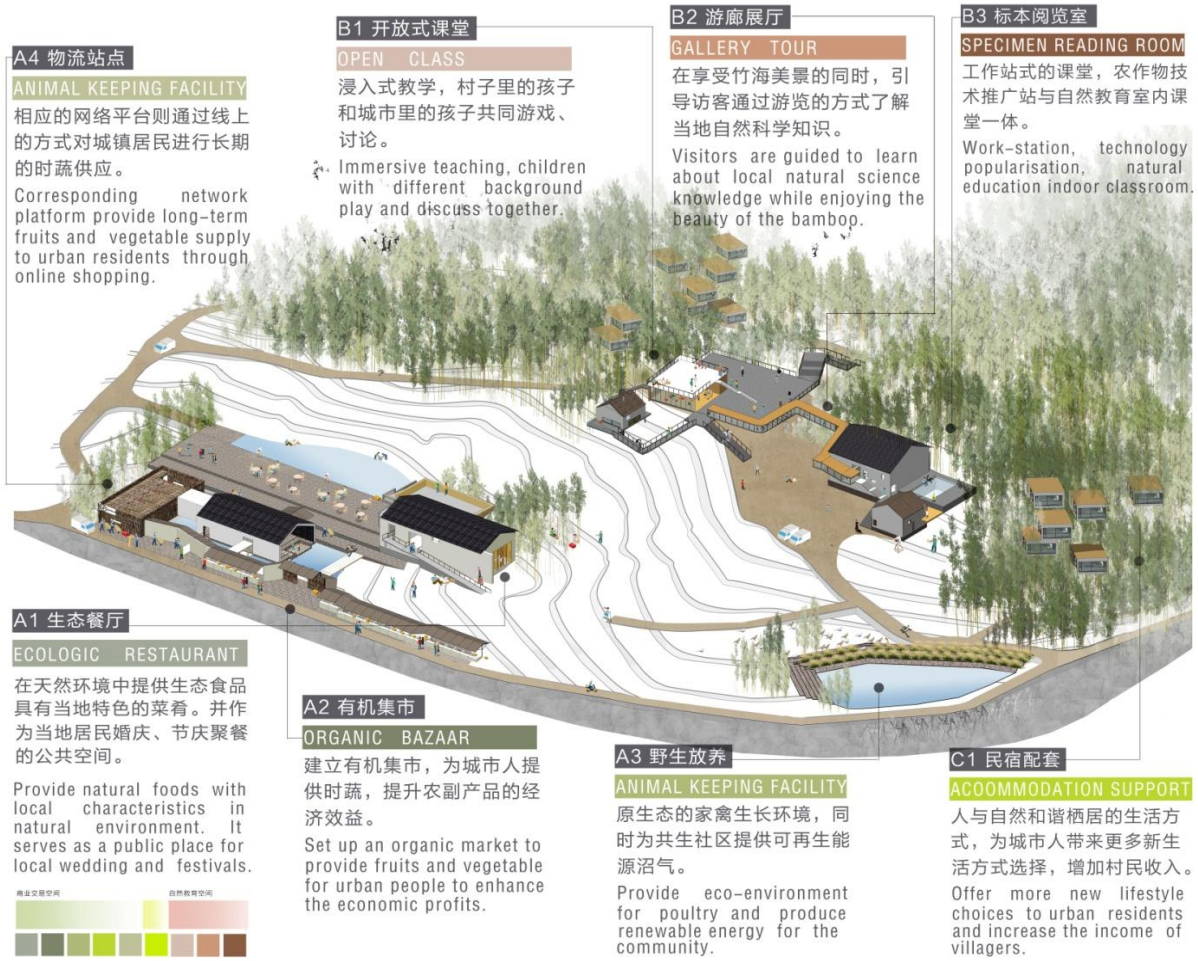 A4 物流站点
ANIMAL KEEPING FACILITY
相应的网络平台则通过线上
的方式对城镇居民进行长期
的时蔬供应。
Corresponding network
platform provide long-term
fruits and vegetable supply
to urban residents through
online shopping.
B1 开放式课堂
OPEN CLASS
浸入式教学，村子里的孩子
和城市里的孩子共同游戏、
讨论。
Immersive teaching, children
with different background
play and discuss together.
B2 游廊展厅
GALLERY TOUR
在享受竹海美景的同时，引
导访客通过游览的方式了解
当地自然科学知识。
Visitors are guided to learn
about local natural science
knowledge while enjoying the
beauty of the bamboo.
B3 标本阅览室
SPECIMEN READING ROOM
工作站式的课堂，农作物技
术推广站与自然教育室内课
堂一体。
Work-station, technology
popularisation, natural
education indoor classroom.
A1 生态餐厅
ECOLOGIC RESTAURANT
在天然环境中提供生态食品
具有当地特色的菜肴。并作
为当地居民婚庆、节庆聚餐
的公共空间。
Provide natural foods with
local characteristics in
natural environment. It
serves as a public place for
local wedding and festivals.
商业交易空间 自然教育空间
A2 有机集市
ORGANIC BAZAAR
建立有机集市，为城市人提
供时蔬，提升农副产品的经
济效益。
Set up an organic market to
provide fruits and vegetable
for urban people to enhance
the economic profits.
A3 野生放养
ANIMAL KEEPING FACILITY
原生态的家禽生长环境，同
时为共生社区提供可再生能
源沼气。
Provide eco-environment
for poultry and produce
renewable energy for the
community.
C1 民宿配套
ACOOMMODATION SUPPORT
人与自然和谐栖居的生活方
式，为城市人带来更多新生
活方式选择，增加村民收入。
Offer more new lifestyle
choices to urban residents
and increase the income of
villagers.